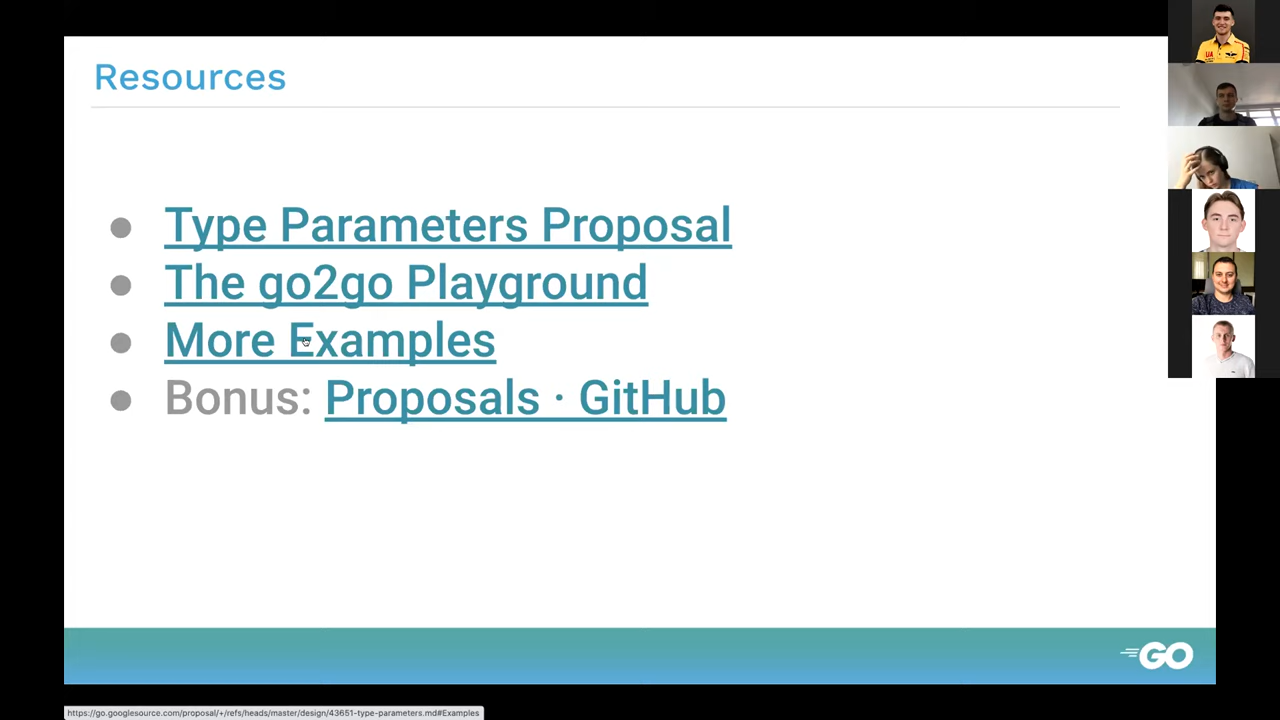 Resources
Type Parameters Proposal
The go2go Playground
More Examples
Bonus: Proposals · GitHub
GO
https://go.googlesource.com/proposal/+/refs/heads/master/design/43651-type-parameters.md#Examples
UA